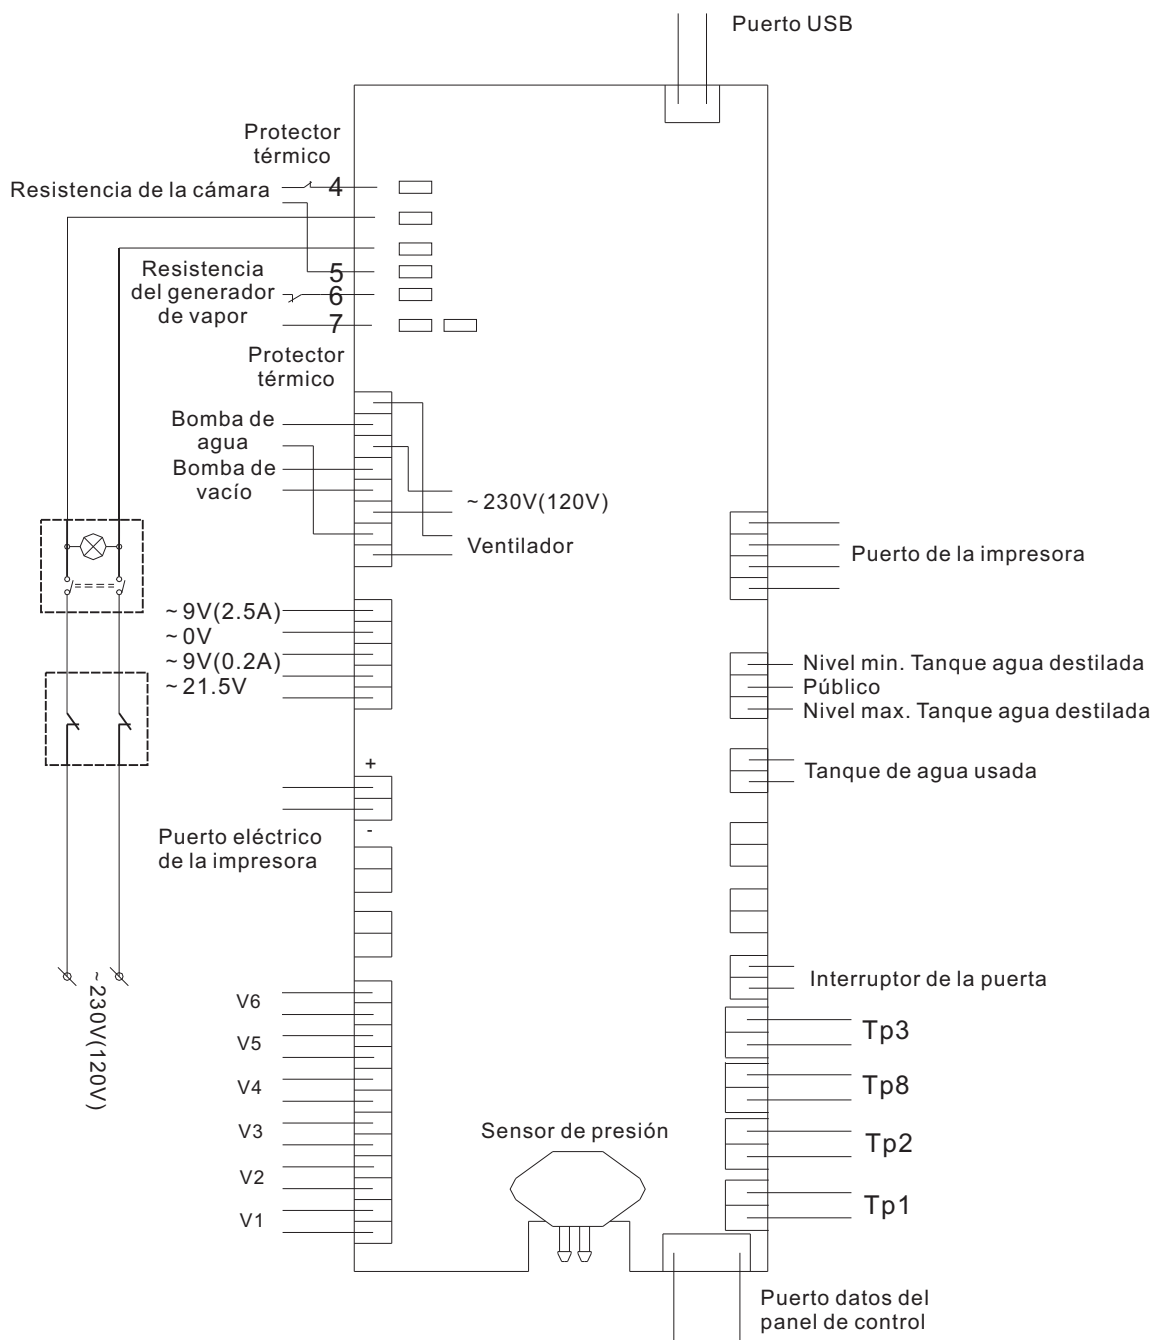 Puerto USB
Protector
térmico
Resistencia de la cámara
4
5
Resistencia
del generador
de vapor
6
7
Protector
térmico
Bomba de
agua
Bomba de
vacío
~230V(120V)
Ventilador
Puerto de la impresora
~9V(2.5A)
~0V
~9V(0.2A)
~21.5V
Nivel min. Tanque agua destilada
Público
Nivel max. Tanque agua destilada
+
Tanque de agua usada
-
Puerto eléctrico
de la impresora
~230V(120V)
Interruptor de la puerta
V6
V5
V4
V3
V2
V1
Tp3
Tp8
Tp2
Tp1
Sensor de presión
Puerto datos del
panel de control